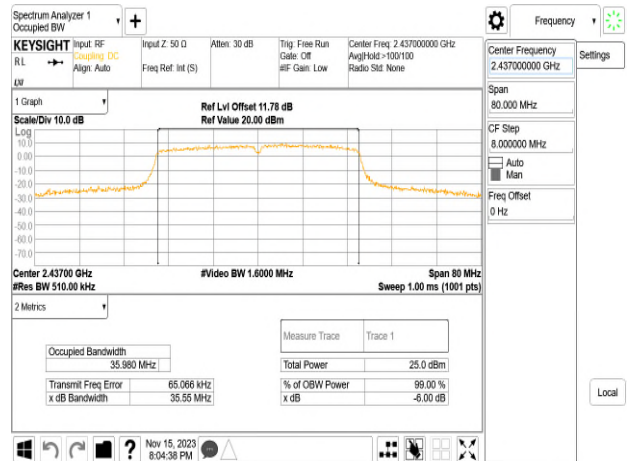 Spectrum Analyzer 1
Occupied BW
Frequency
KEYSIGHT
Input: RF
Coupling: DC
Align: Auto
Input Z: 50 Ω
Freq Ref: Int (S)
Atten: 30 dB
Trig: Free Run
Gate: Off
#IF Gain: Low
Center Freq: 2.437000000 GHz
Avg|Hold:>100/100
Radio Std: None
RL
Center Frequency
2.437000000 GHz
Settings
Span
80.000 MHz
CF Step
8.000000 MHz
Auto
Man
Freq Offset
0 Hz
1 Graph
Scale/Div 10.0 dB
Ref Lvl Offset 11.78 dB
Ref Value 20.00 dBm
Log
10.0
0.00
-10.0
-20.0
-30.0
-40.0
-50.0
-60.0
-70.0
Center 2.43700 GHz
#Res BW 510.00 kHz
#Video BW 1.6000 MHz
Span 80 MHz
Sweep 1.00 ms (1001 pts)
2 Metrics
Measure Trace
Trace 1
Occupied Bandwidth
35.980 MHz
Total Power
25.0 dBm
Transmit Freq Error
65.066 kHz
% of OBW Power
99.00 %
x dB Bandwidth
35.55 MHz
x dB
-6.00 dB
Local
?
Nov 15, 2023
8:04:38 PM